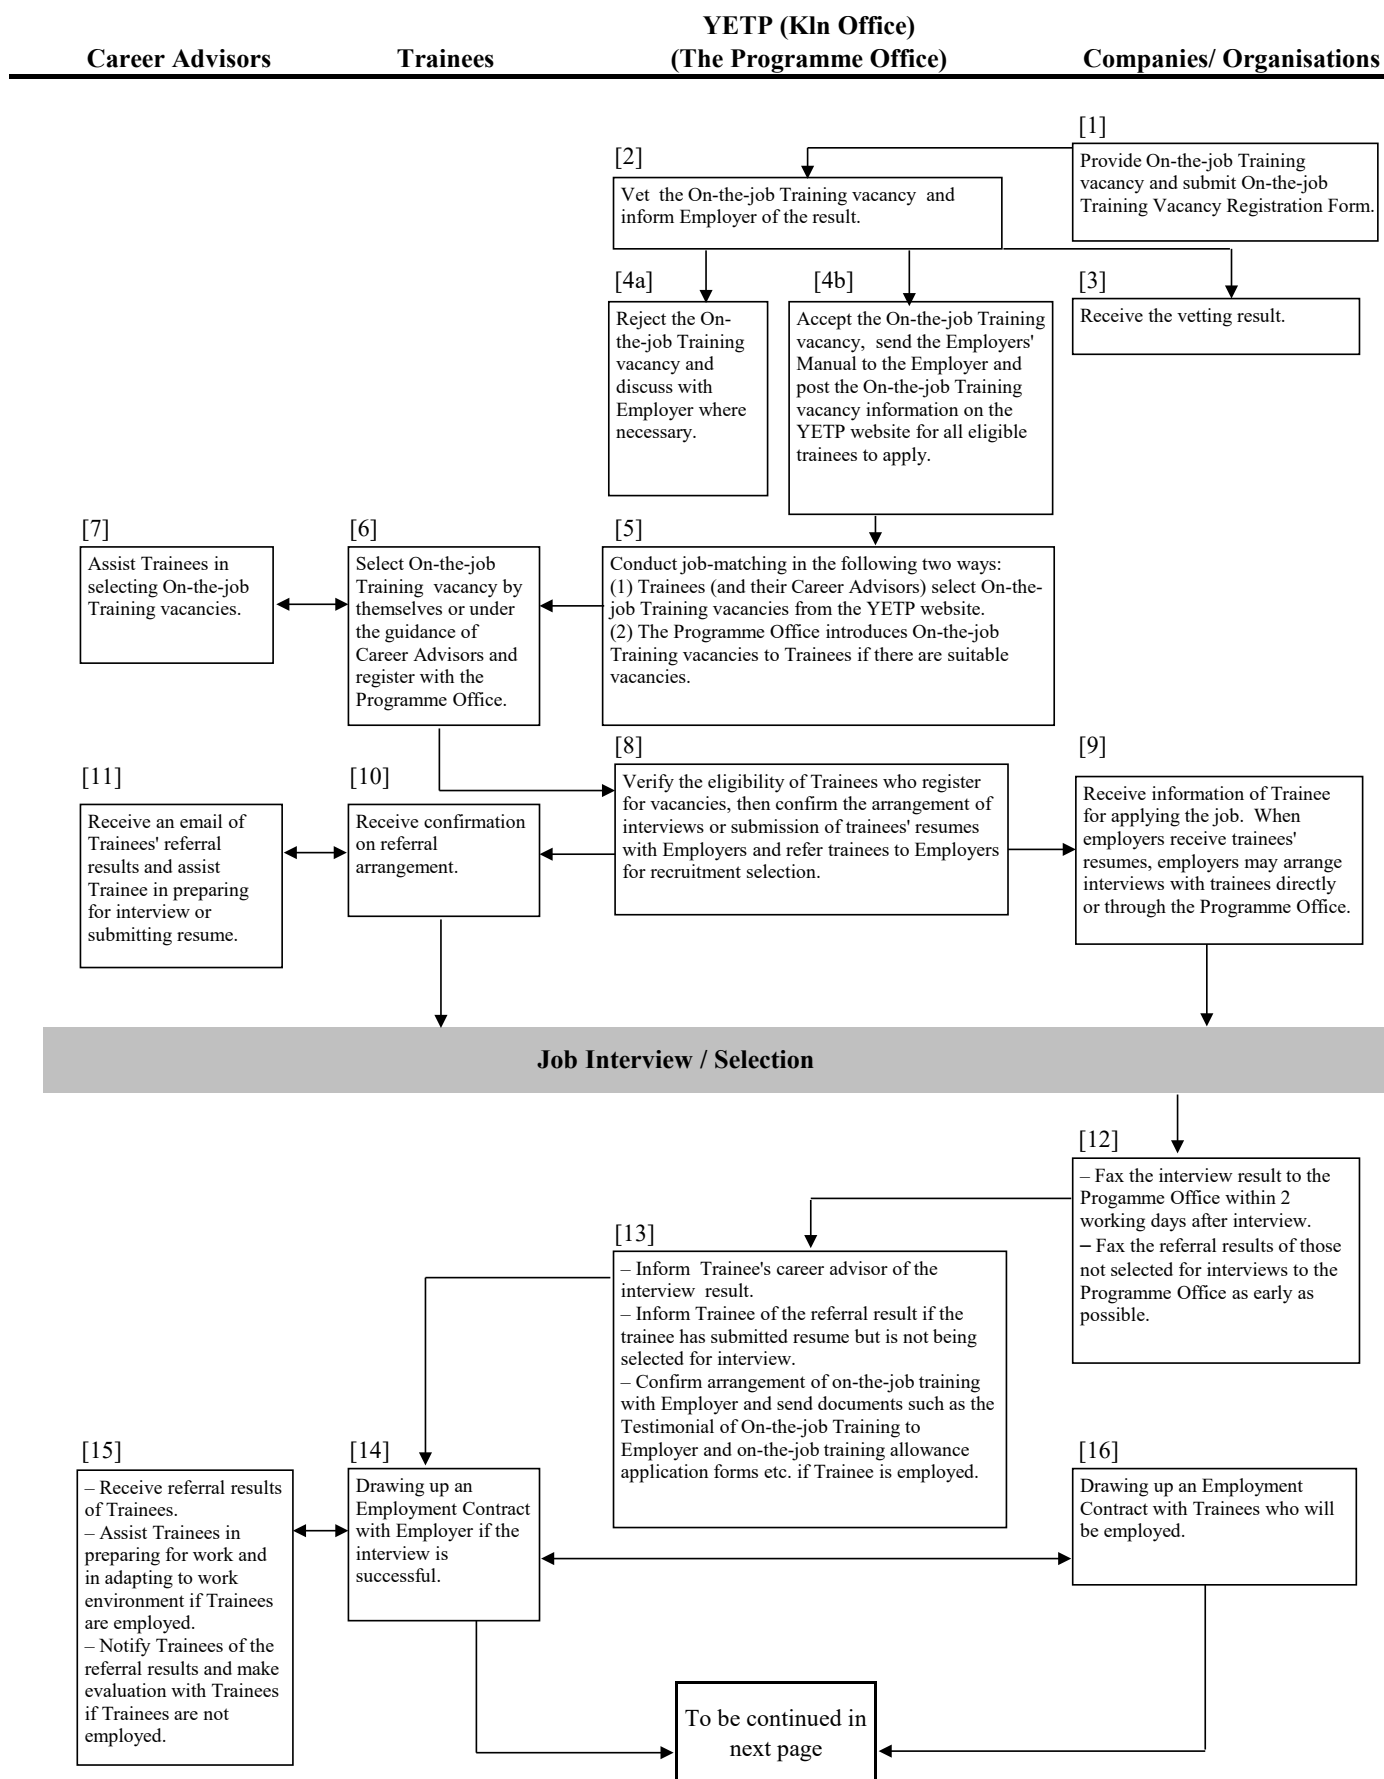 YETP (Kln Office)
Career Advisors Trainees (The Programme Office) Companies/ Organisations
[1]
Provide On-the-job Training
vacancy and submit On-the-job
Training Vacancy Registration Form.
[2]
Vet the On-the-job Training vacancy and
inform Employer of the result.
[4a]
Reject the On-
the-job Training
vacancy and
discuss with
Employer where
necessary.
[4b]
Accept the On-the-job Training
vacancy, send the Employers'
Manual to the Employer and
post the On-the-job Training
vacancy information on the
YETP website for all eligible
trainees to apply.
[3]
Receive the vetting result.
[7]
Assist Trainees in
selecting On-the-job
Training vacancies.
[6]
Select On-the-job
Training vacancy by
themselves or under
the guidance of
Career Advisors and
register with the
Programme Office.
[5]
Conduct job-matching in the following two ways:
(1) Trainees (and their Career Advisors) select On-the-
job Training vacancies from the YETP website.
(2) The Programme Office introduces On-the-job
Training vacancies to Trainees if there are suitable
vacancies.
[11]
Receive an email of
Trainees' referral
results and assist
Trainee in preparing
for interview or
submitting resume.
[10]
Receive confirmation
on referral
arrangement.
[8]
Verify the eligibility of Trainees who register
for vacancies, then confirm the arrangement of
interviews or submission of trainees' resumes
with Employers and refer trainees to Employers
for recruitment selection.
[9]
Receive information of Trainee
for applying the job. When
employers receive trainees'
resumes, employers may arrange
interviews with trainees directly
or through the Programme Office.
Job Interview / Selection
[12]
– Fax the interview result to the
Progamme Office within 2
working days after interview.
– Fax the referral results of those
not selected for interviews to the
Programme Office as early as
possible.
[13]
– Inform Trainee's career advisor of the
interview result.
– Inform Trainee of the referral result if the
trainee has submitted resume but is not being
selected for interview.
– Confirm arrangement of on-the-job training
with Employer and send documents such as the
Testimonial of On-the-job Training to
Employer and on-the-job training allowance
application forms etc. if Trainee is employed.
[15]
– Receive referral results
of Trainees.
– Assist Trainees in
preparing for work and
in adapting to work
environment if Trainees
are employed.
– Notify Trainees of the
referral results and make
evaluation with Trainees
if Trainees are not
employed.
[14]
Drawing up an
Employment Contract
with Employer if the
interview is
successful.
[16]
Drawing up an Employment
Contract with Trainees who will
be employed.
To be continued in
next page